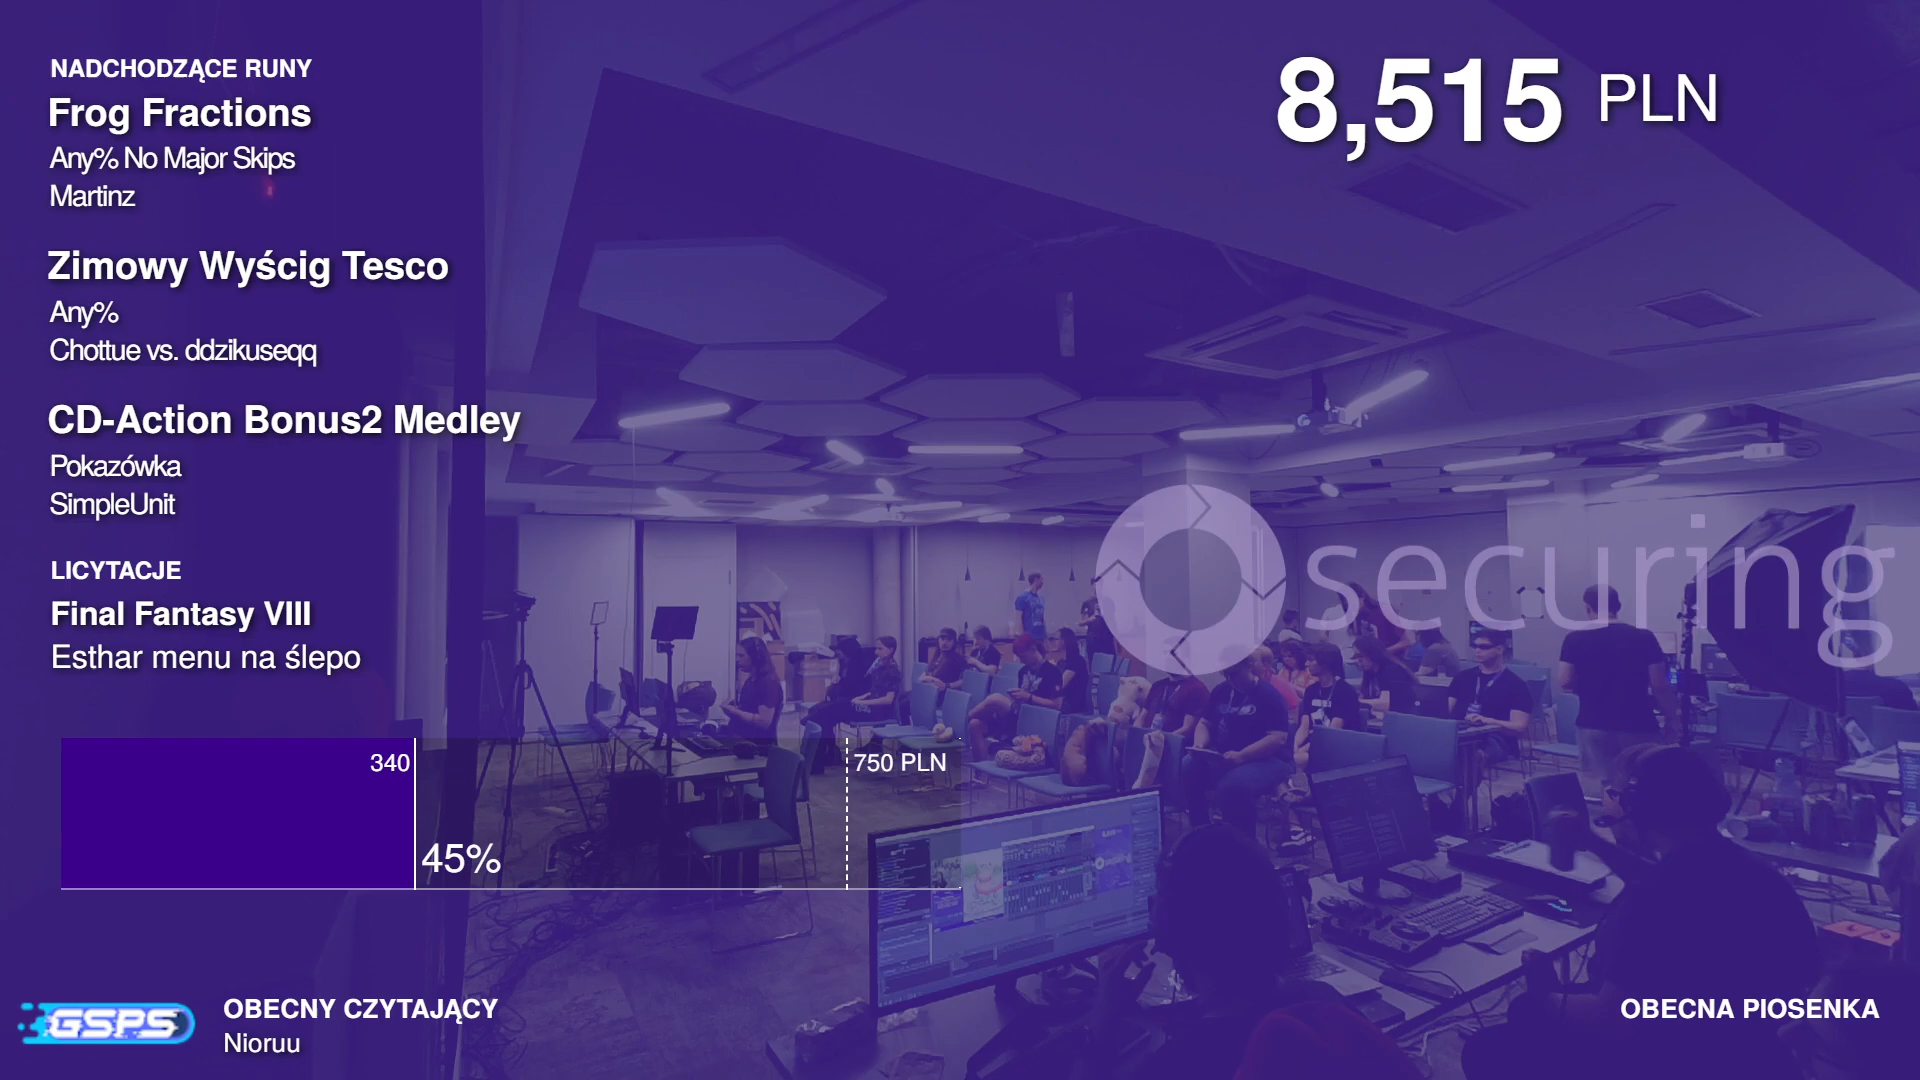 NADCHODZĄCE RUNY
Frog Fractions
Any% No Major Skips
Martinz
Zimowy Wyścig Tesco
Any%
Chottue vs. ddzikuseqq
CD-Action Bonus2 Medley
Pokazówka
SimpleUnit
LICYTACJE
Final Fantasy VIII
Esthar menu na ślepo
340
750 PLN
45%
8,515 PLN
securing
GSPS
OBECNY CZYTAJĄCY
Nioruu
OBECNA PIOSENKA